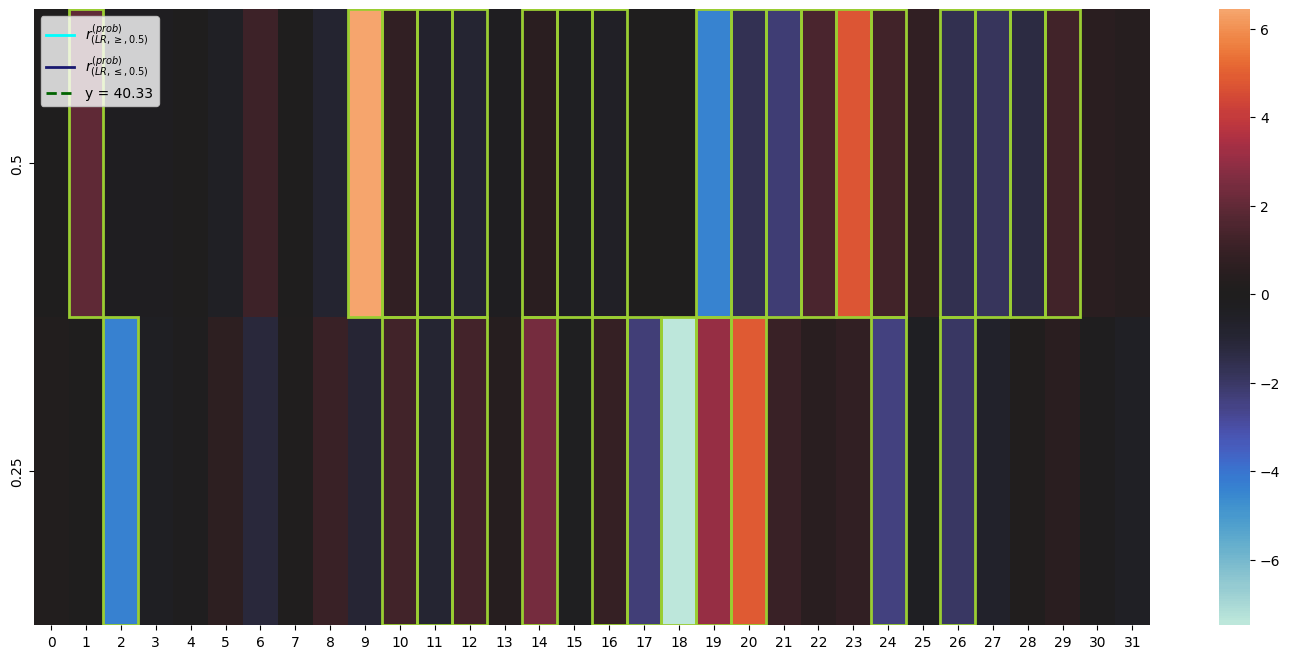 r^{(prob)}_{(LR, ≥, 0.5)}
r^{(prob)}_{(LR, ≤, 0.5)}
y = 40.33
0.5
0.25
0 1 2 3 4 5 6 7 8 9 10 11 12 13 14 15 16 17 18 19 20 21 22 23 24 25 26 27 28 29 30 31
6
4
2
0
−2
−4
−6